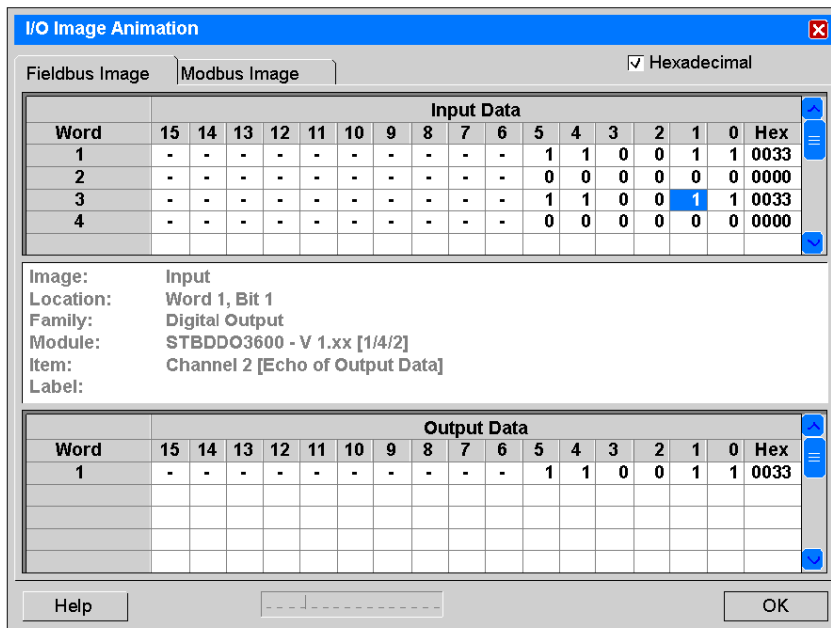 I/O Image Animation
Fieldbus Image Modbus Image Hexadecimal
Input Data
Word 15 14 13 12 11 10 9 8 7 6 5 4 3 2 1 0 Hex
1 - - - - - - - - - - 1 1 0 0 1 1 0033
2 - - - - - - - - - - 0 0 0 0 0 0 0000
3 - - - - - - - - - - 1 1 0 0 1 1 0033
4 - - - - - - - - - - 0 0 0 0 0 0 0000
Image: Input
Location: Word 1, Bit 1
Family: Digital Output
Module: STBDDO3600 - V 1.xx [1/4/2]
Item: Channel 2 [Echo of Output Data]
Label:
Output Data
Word 15 14 13 12 11 10 9 8 7 6 5 4 3 2 1 0 Hex
1 - - - - - - - - - - 1 1 0 0 1 1 0033
Help OK